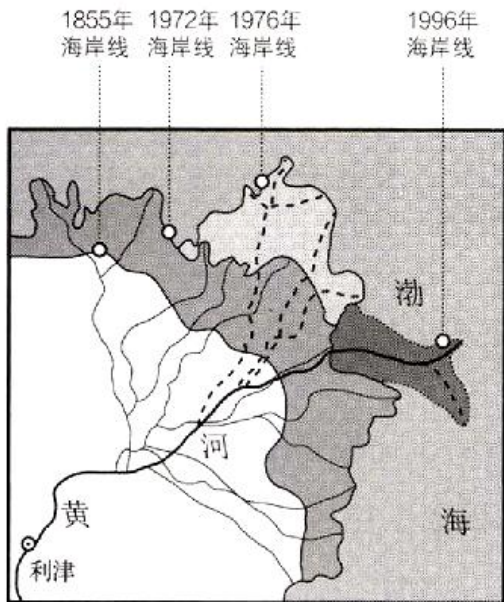 1855年 1972年 1976年 1996年
海岸线 海岸线 海岸线 海岸线
渤
河
黄
海
利津